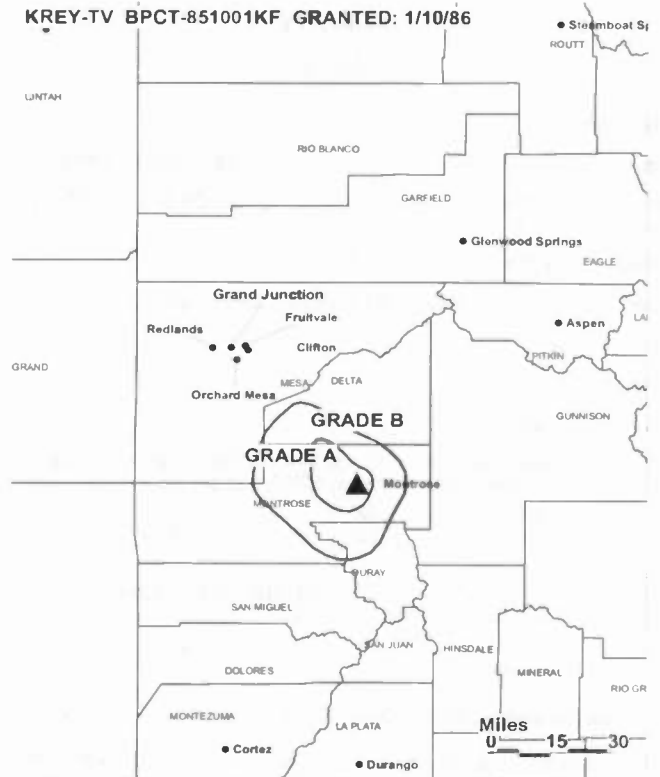 KREY-TV BPCT-851001KF GRANTED: 1/10/86
Steamboat Sp
ROUTT
UINTAH
RIO BLANCO
GARFIELD
Glenwood Springs
EAGLE
Grand Junction
Redlands
Fruitvale
Clifton
Aspen
LA
PITKIN
GRAND
MESA
DELTA
Orchard Mesa
GUNNISON
GRADE B
GRADE A
Montrose
MONTROSE
OURAY
SAN MIGUEL
SAN JUAN
HINSDALE
MINERAL
DOLORES
RIO GR
MONTEZUMA
LA PLATA
Miles
0 15 30
Cortez
Durango